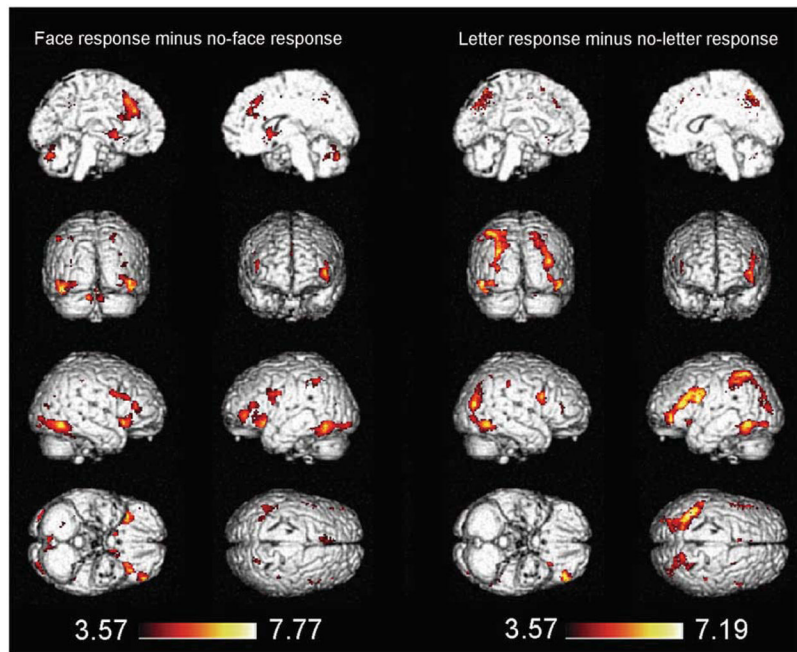 Face response minus no-face response
Letter response minus no-letter response
3.57 7.77
3.57 7.19